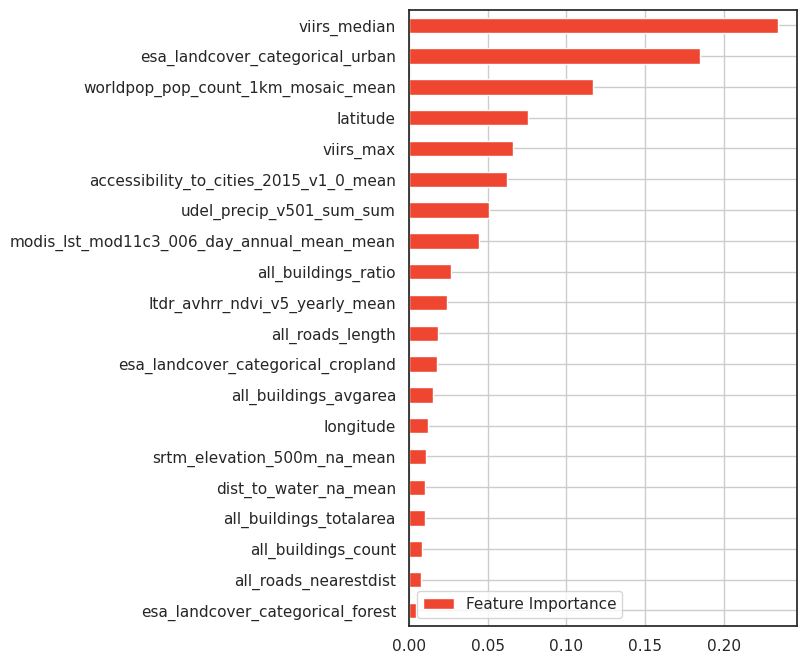 viirs_median
esa_landcover_categorical_urban
worldpop_pop_count_1km_mosaic_mean
latitude
viirs_max
accessibility_to_cities_2015_v1_0_mean
udel_precip_v501_sum_sum
modis_lst_mod11c3_006_day_annual_mean_mean
all_buildings_ratio
ltdr_avhrr_ndvi_v5_yearly_mean
all_roads_length
esa_landcover_categorical_cropland
all_buildings_avgarea
longitude
srtm_elevation_500m_na_mean
dist_to_water_na_mean
all_buildings_totalarea
all_buildings_count
all_roads_nearestdist
esa_landcover_categorical_forest
Feature Importance
0.00 0.05 0.10 0.15 0.20